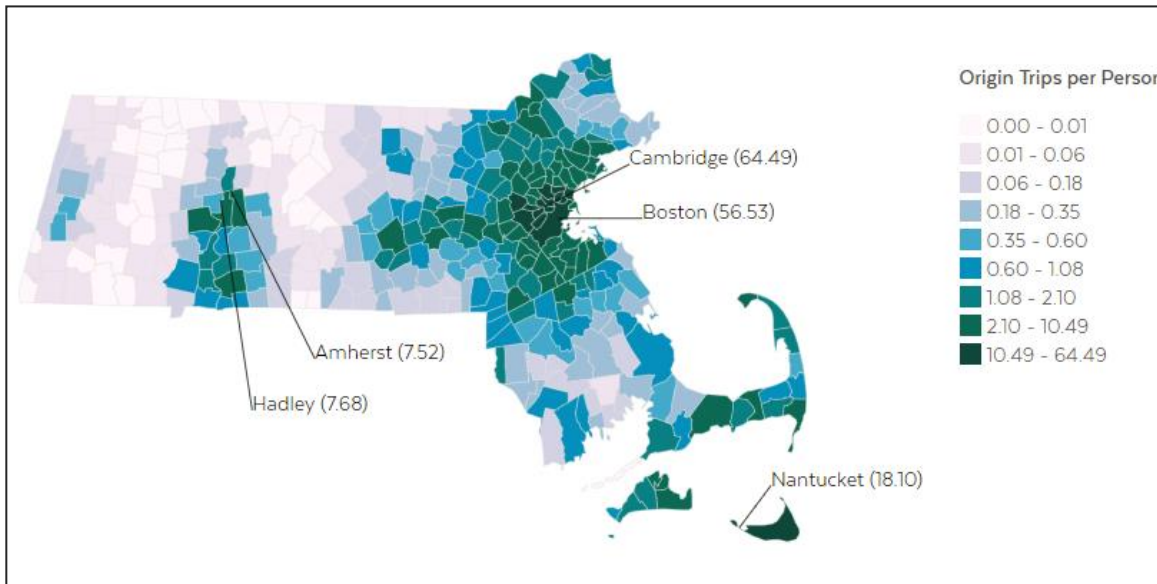 Origin Trips per Person
0.00 - 0.01
0.01 - 0.06
0.06 - 0.18
0.18 - 0.35
0.35 - 0.60
0.60 - 1.08
1.08 - 2.10
2.10 - 10.49
10.49 - 64.49
Cambridge (64.49)
Boston (56.53)
Amherst (7.52)
Hadley (7.68)
Nantucket (18.10)